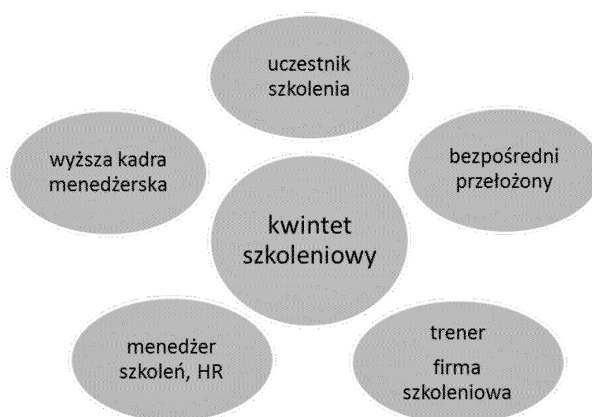 uczestnik
szkolenia
wyższa kadra
menedżerska
bezpośredni
przełożony
kwintet
szkoleniowy
menedżer
szkoleń, HR
trener
firma
szkoleniowa